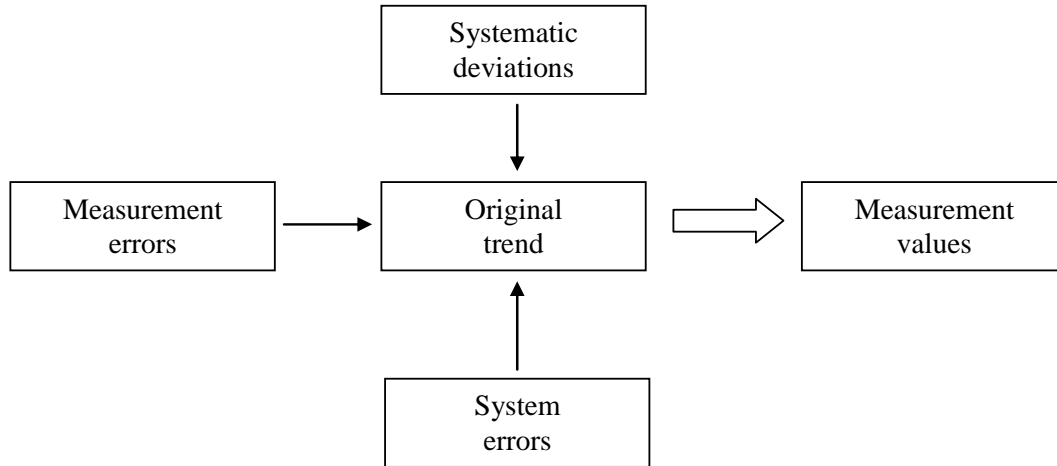 Systematic
deviations
Measurement
errors
Original
trend
Measurement
values
System
errors